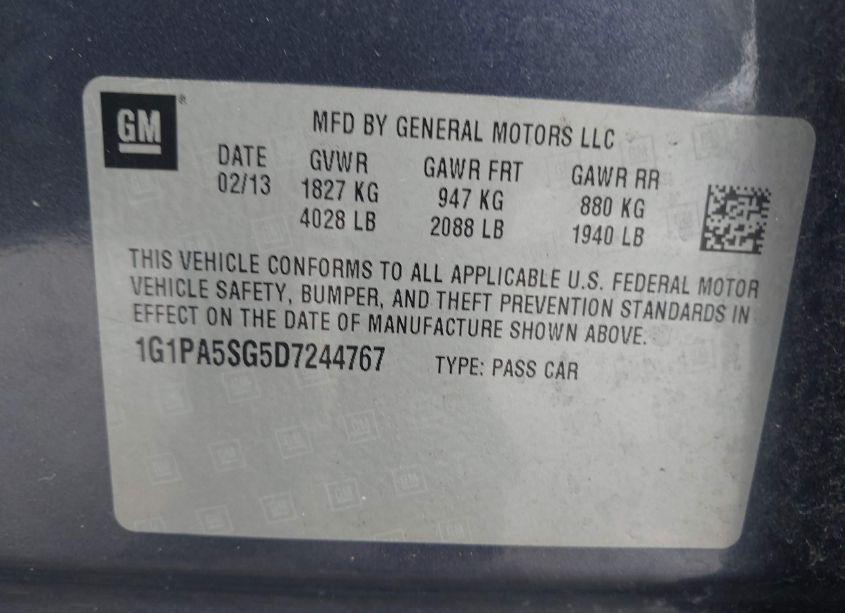 GM®
MFD BY GENERAL MOTORS LLC
DATE GVWR GAWR FRT GAWR RR
02/13 1827 KG 947 KG 880 KG
4028 LB 2088 LB 1940 LB
THIS VEHICLE CONFORMS TO ALL APPLICABLE U.S. FEDERAL MOTOR
VEHICLE SAFETY, BUMPER, AND THEFT PREVENTION STANDARDS IN
EFFECT ON THE DATE OF MANUFACTURE SHOWN ABOVE.
1G1PA5SG5D7244767 TYPE: PASS CAR